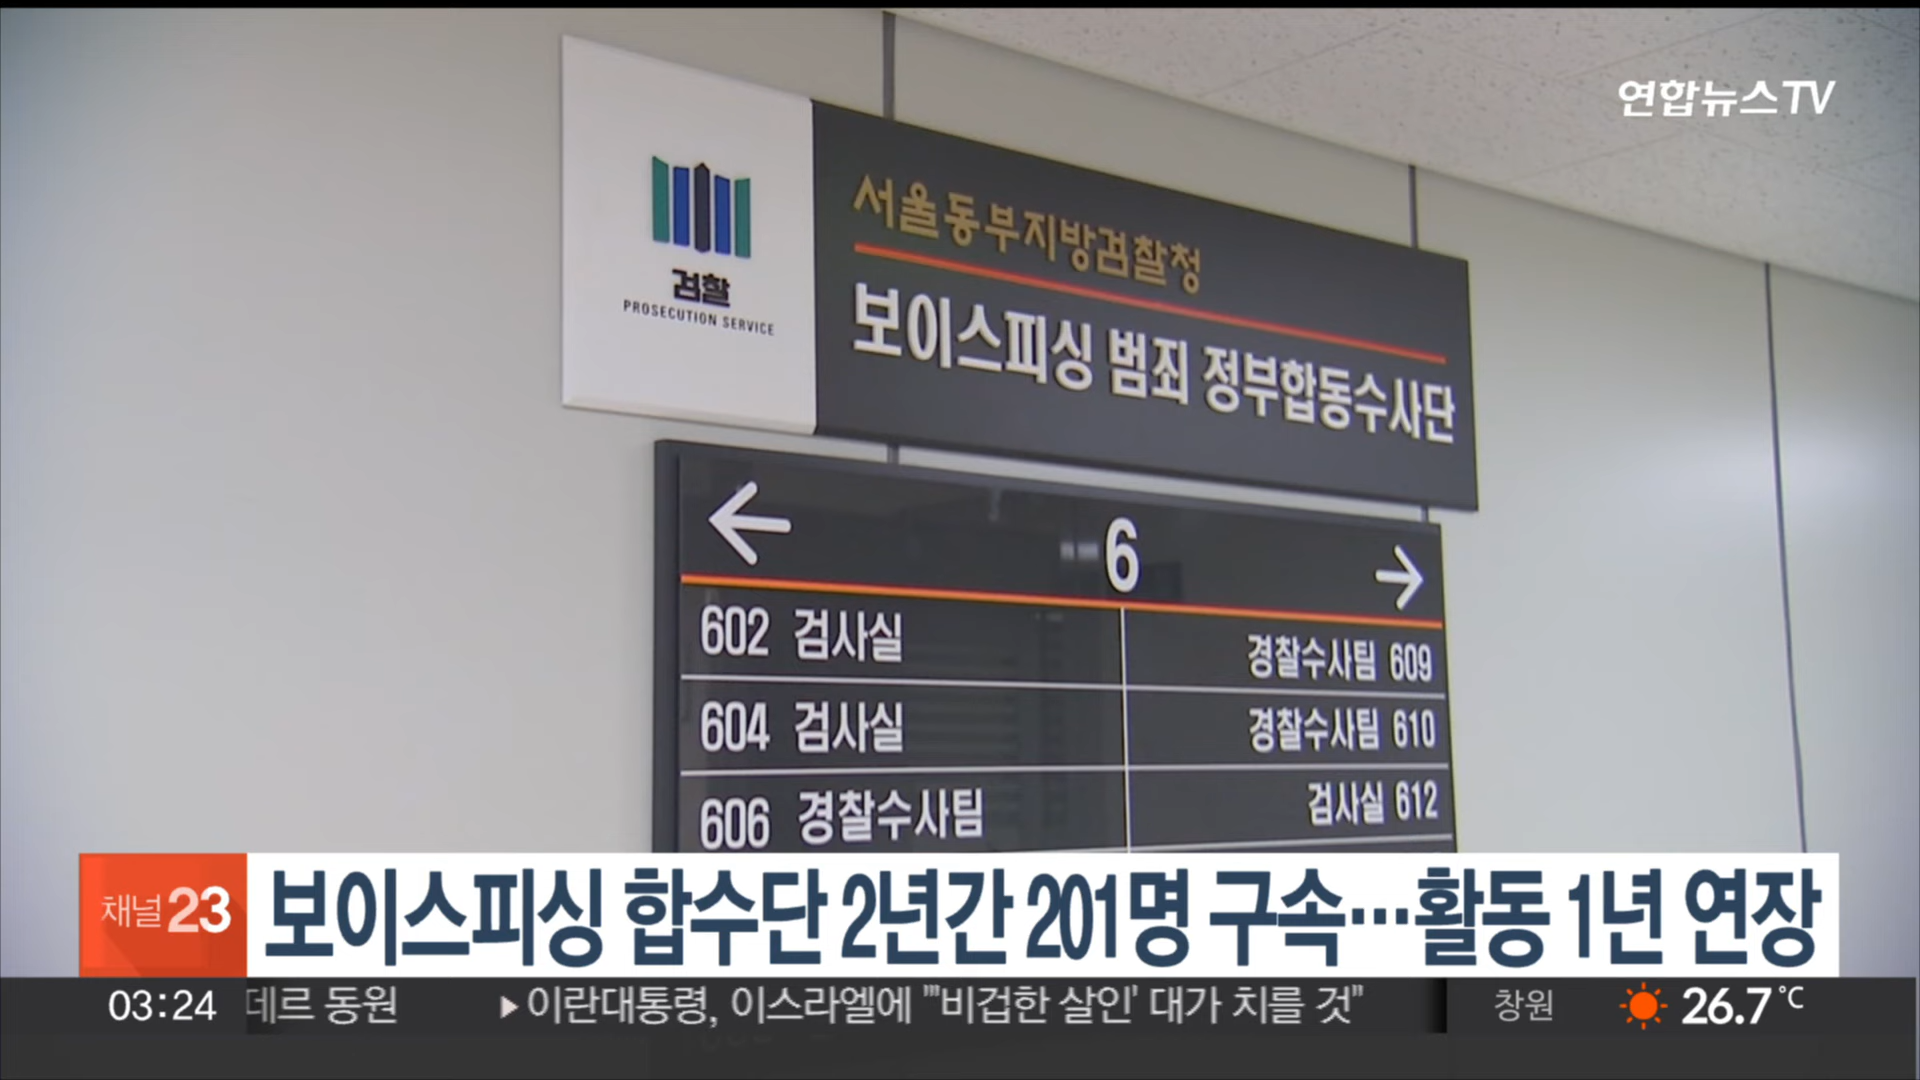 연합뉴스TV
검찰
PROSECUTION SERVICE
서울동부지방검찰청
보이스피싱 범죄 정부합동수사단
6
602 검사실
경찰수사팀 609
604 검사실
경찰수사팀 610
606 경찰수사팀
검사실 612
채널23
보이스피싱 합수단 2년간 201명 구속…활동 1년 연장
03:24
데르 동원 ▶이란대통령, 이스라엘에 "'비겁한 살인' 대가 치를 것"
창원 26.7℃